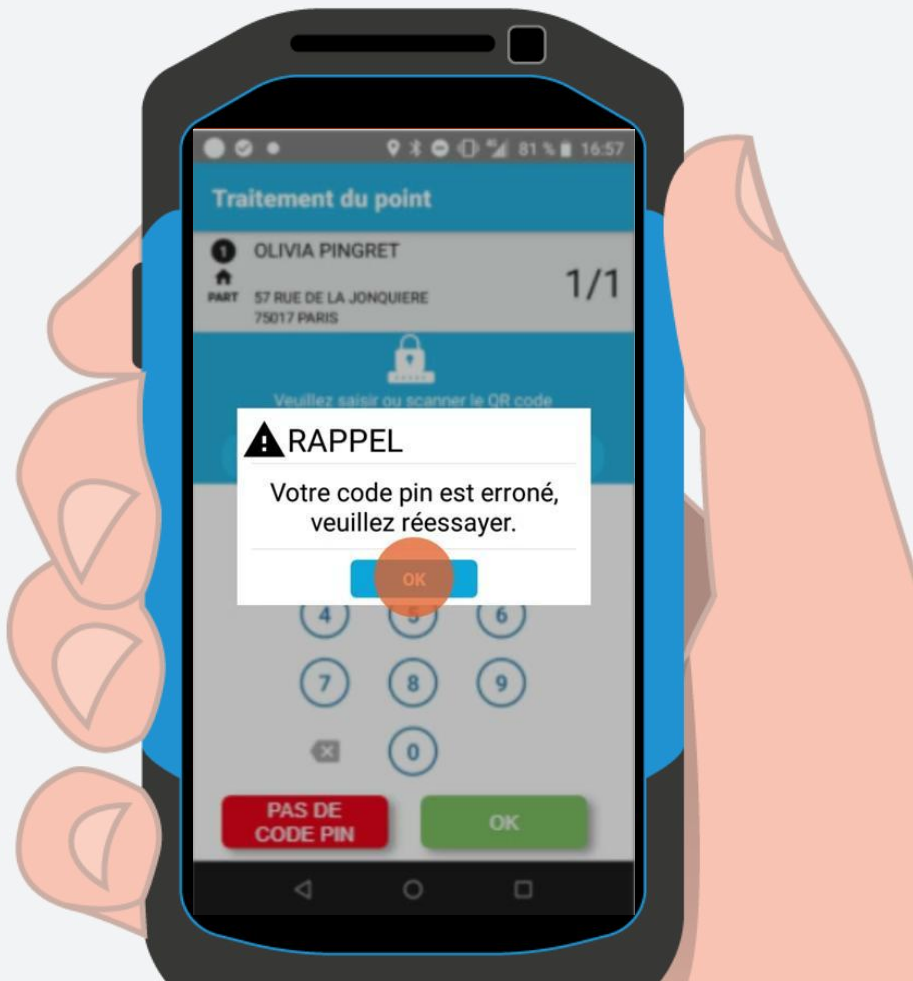 81 % 16:57
Traitement du point
1 OLIVIA PINGRET
1/1
PART 57 RUE DE LA JONQUIERE
75017 PARIS
Veuillez saisir ou scanner le QR code
RAPPEL
Votre code pin est erroné,
veuillez réessayer.
OK
4 5 6
7 8 9
0
PAS DE
CODE PIN
OK